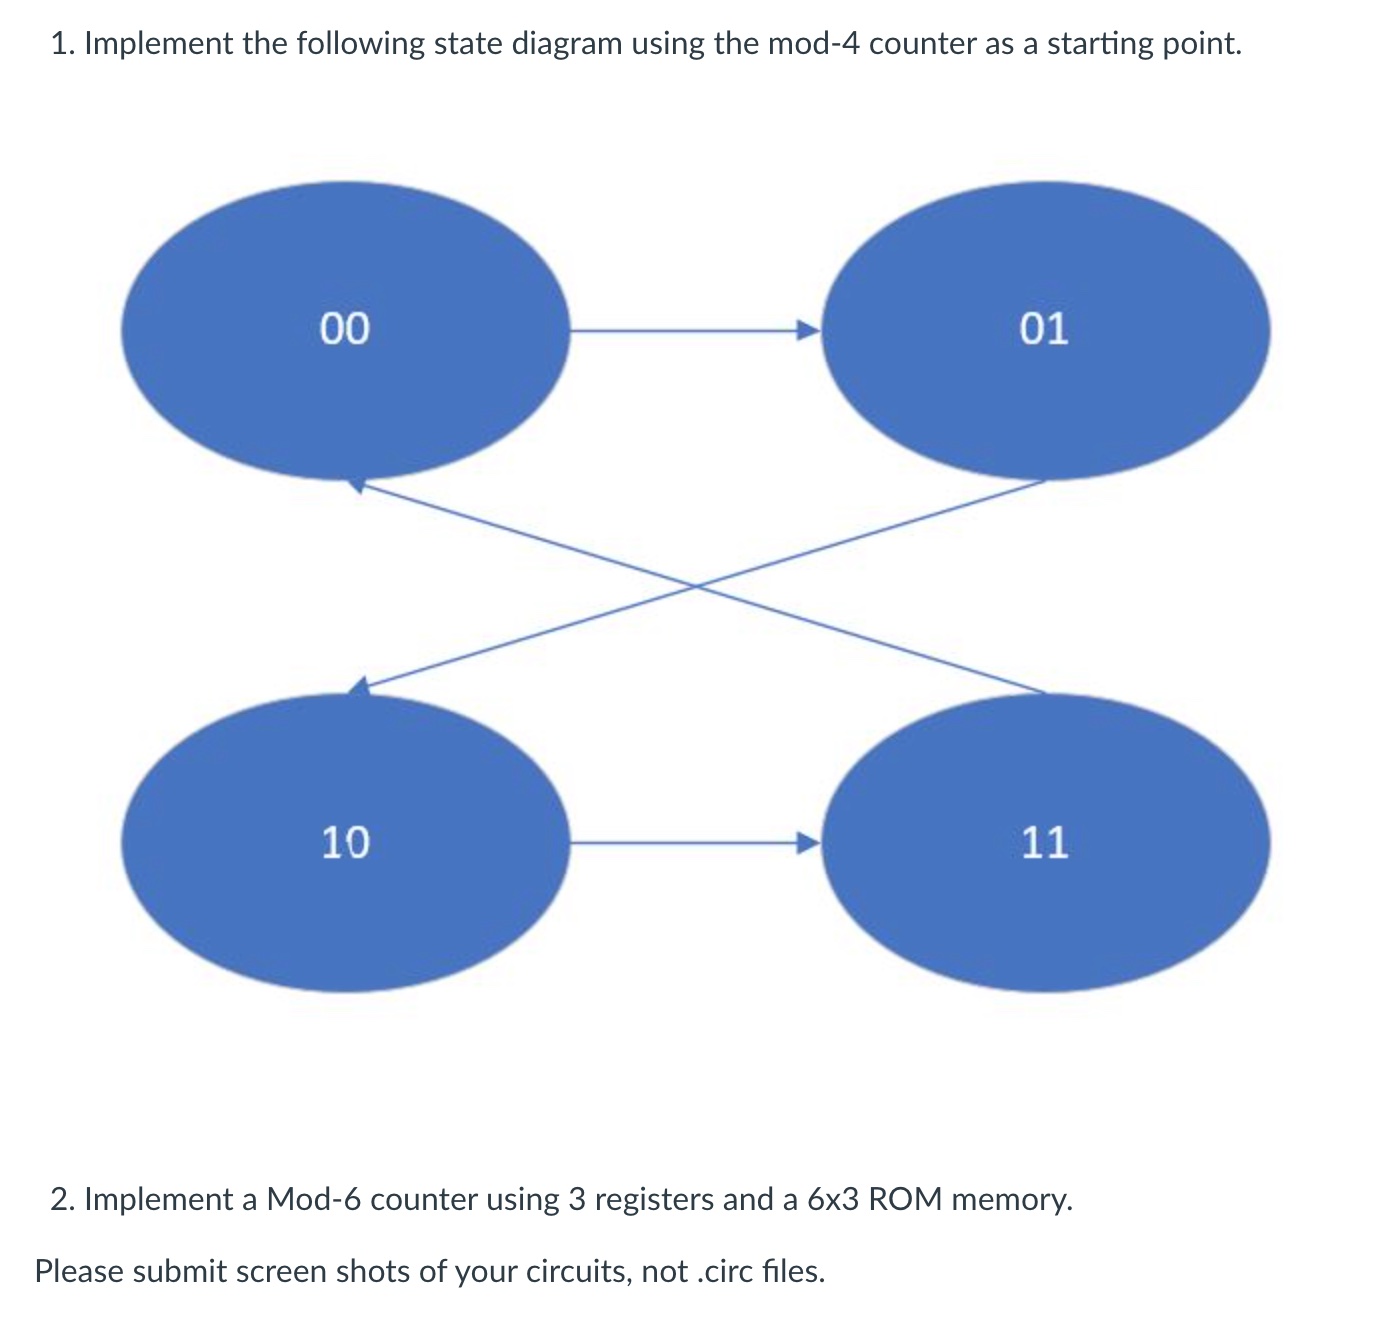 1. Implement the following state diagram using the mod-4 counter as a starting point.
00
01
10
11
2. Implement a Mod-6 counter using 3 registers and a 6x3 ROM memory.
Please submit screen shots of your circuits, not .circ files.